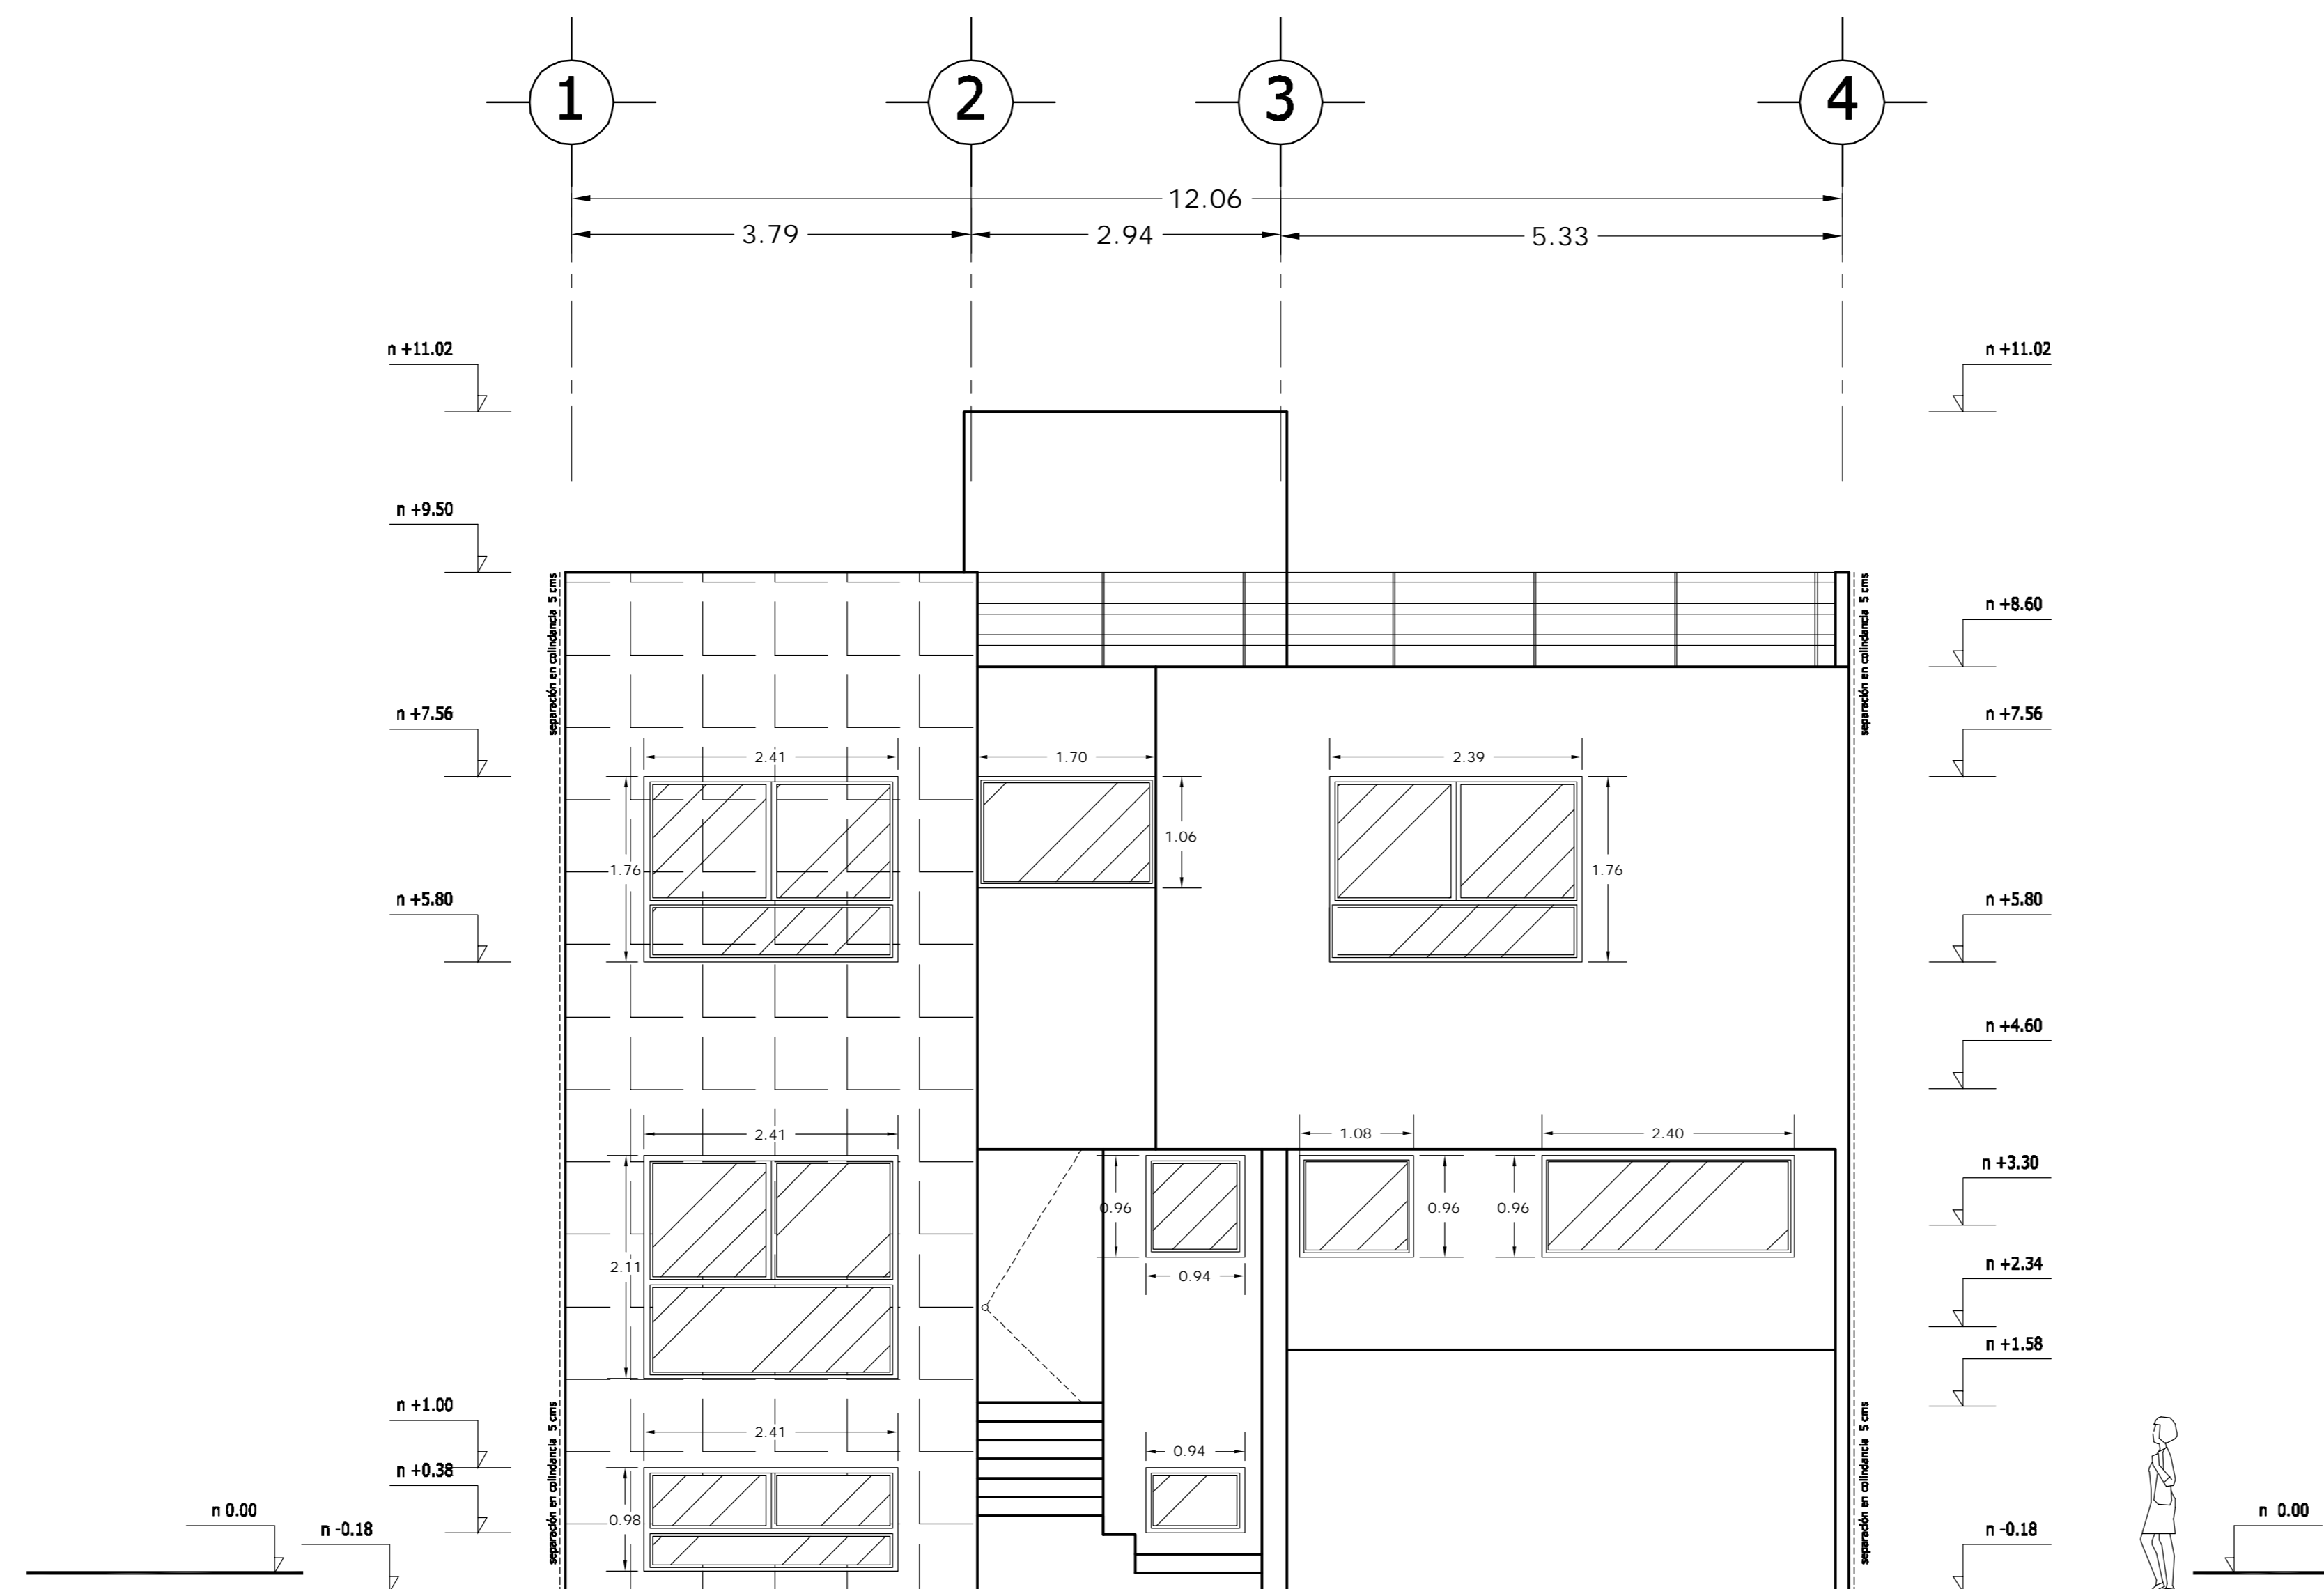 1 2 3 4
12.06
3.79 2.94 5.33
n +11.02 n +11.02
n +9.50
separación en colindancia 5 cms
separación en colindancia 5 cms
n +8.60
n +7.56 n +7.56
2.41 1.70 2.39
1.06
1.76 1.76
n +5.80 n +5.80
n +4.60
2.41 1.08 2.40
n +3.30
0.96 0.96 0.96
2.11 0.94 n +2.34
n +1.58
n +1.00
separación en colindancia 5 cms
separación en colindancia 5 cms
2.41 0.94
n +0.38
n 0.00 0.98 n 0.00
n -0.18 n -0.18